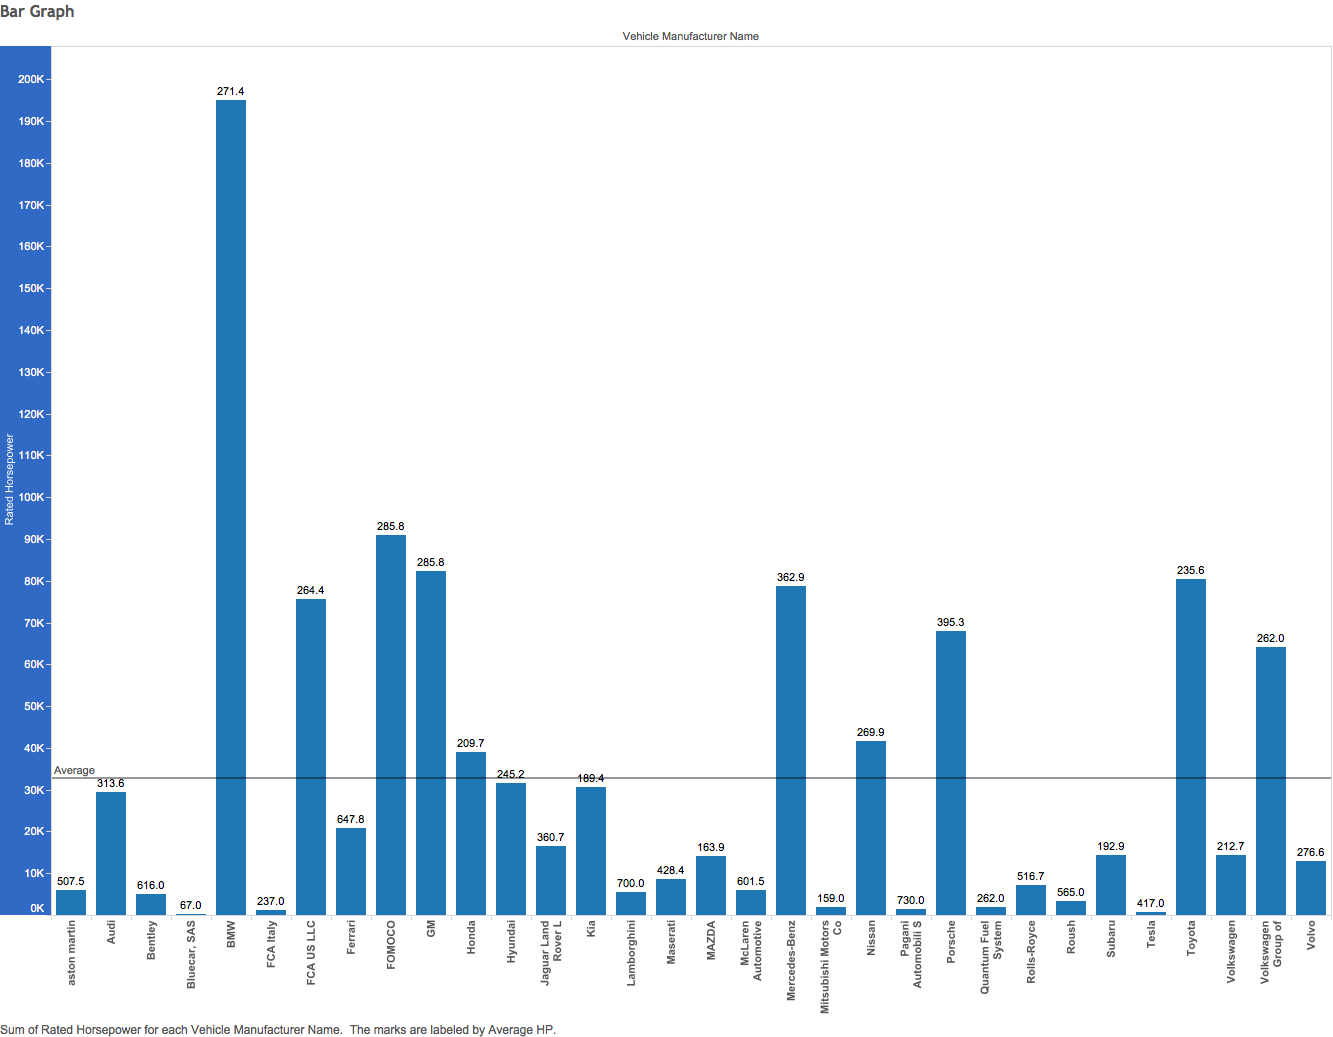 Bar Graph
Vehicle Manufacturer Name
Rated Horsepower
200K
190K
180K
170K
160K
150K
140K
130K
120K
110K
100K
90K
80K
70K
60K
50K
40K
30K
20K
10K
0K
Average
507.5
313.6
616.0
67.0
271.4
237.0
264.4
647.8
285.8
285.8
209.7
245.2
360.7
189.4
700.0
428.4
163.9
601.5
362.9
159.0
269.9
730.0
395.3
262.0
516.7
565.0
192.9
417.0
235.6
212.7
262.0
276.6
aston martin
Audi
Bentley
Bluecar, SAS
BMW
FCA Italy
FCA US LLC
Ferrari
FOMOCO
GM
Honda
Hyundai
Jaguar Land
Rover L
Kia
Lamborghini
Maserati
MAZDA
McLaren
Automotive
Mercedes-Benz
Mitsubishi Motors
Co
Nissan
Pagani
Automobili S
Porsche
Quantum Fuel
System
Rolls-Royce
Roush
Subaru
Tesla
Toyota
Volkswagen
Volkswagen
Group of
Volvo
Sum of Rated Horsepower for each Vehicle Manufacturer Name.  The marks are labeled by Average HP.